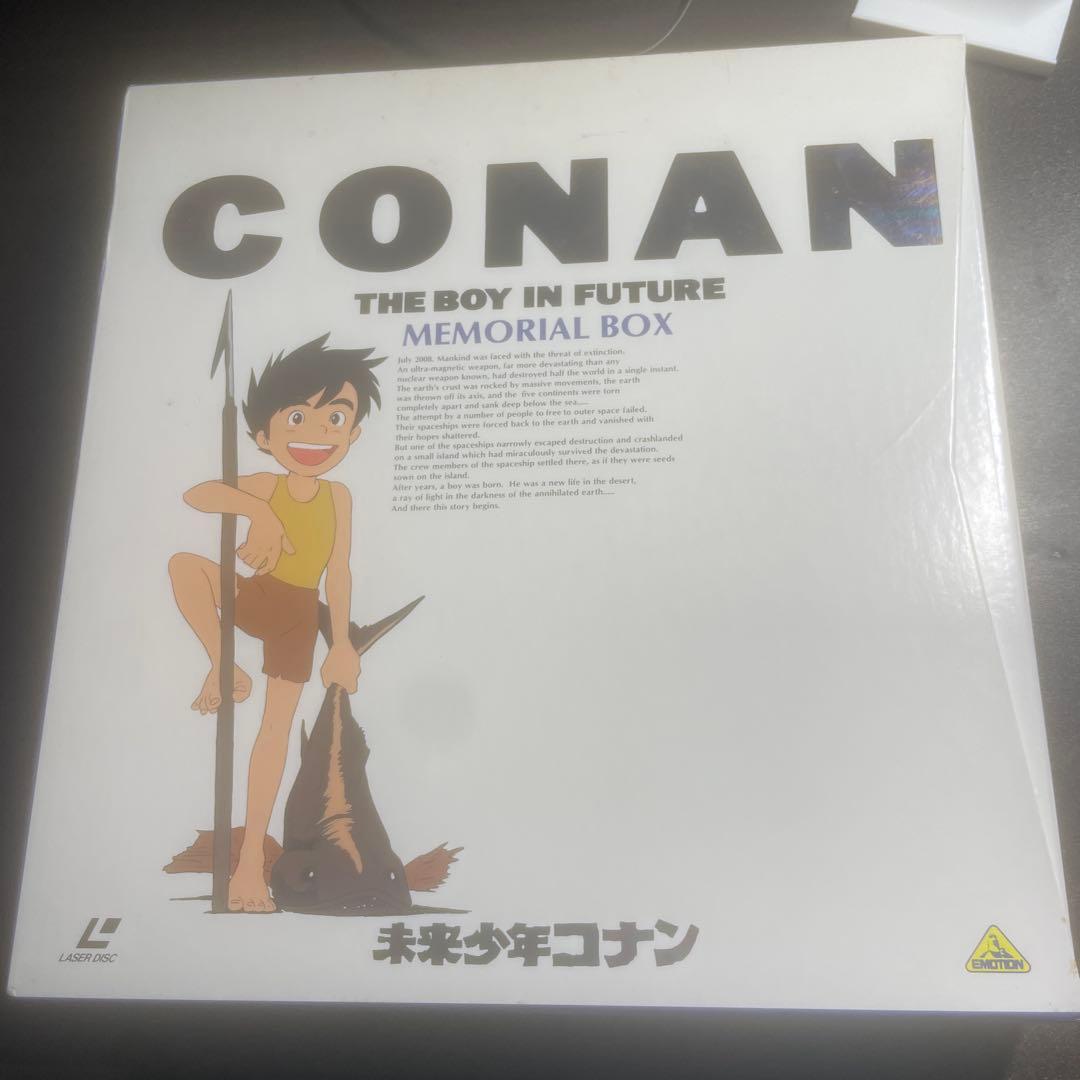 CONAN
THE BOY IN FUTURE
MEMORIAL BOX
July 2008. Mankind was faced with the threat of extinction.
An ultra-magnetic weapon, far more devastating than any
nuclear weapon known, had destroyed half the world in a single instant.
The earth's crust was rocked by massive movements, the earth
was thrown off its axis, and the five continents were torn
completely apart and sank deep below the sea.....
The attempt by a number of people to free to outer space failed.
Their spaceships were forced back to the earth and vanished with
their hopes shattered.
But one of the spaceships narrowly escaped destruction and crashlanded
on a small island which had miraculously survived the devastation.
The crew members of the spaceship settled there, as if they were seeds
sown on the island.
After years, a boy was born. He was a new life in the desert,
a ray of light in the darkness of the annihilated earth.....
And there this story begins.
未来少年コナン
LASER DISC
EMOTION